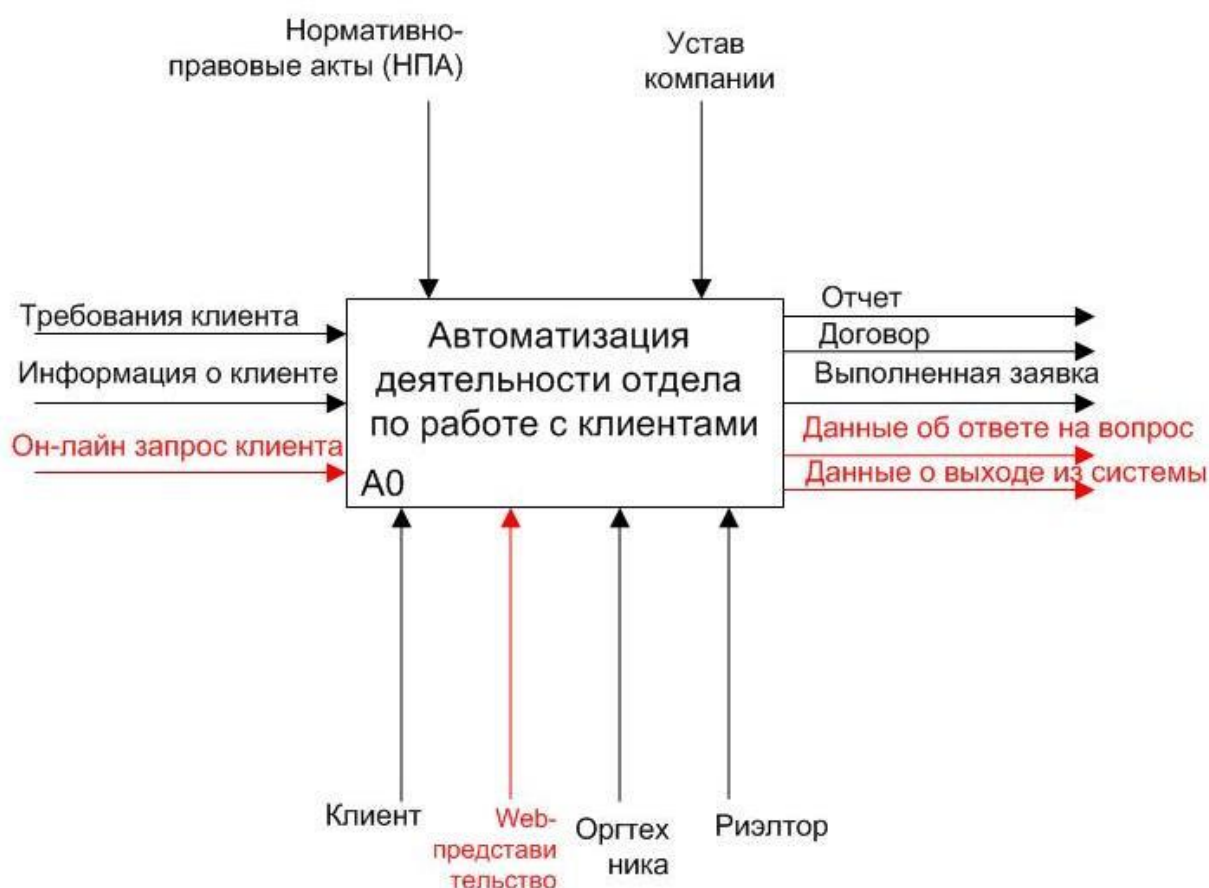 Нормативно-
правовые акты (НПА)
Устав
компании
Требования клиента
Информация о клиенте
Он-лайн запрос клиента
Автоматизация
деятельности отдела
по работе с клиентами
А0
Отчет
Договор
Выполненная заявка
Данные об ответе на вопрос
Данные о выходе из системы
Клиент
Web-
представи
тельство
Оргтех
ника
Риэлтор